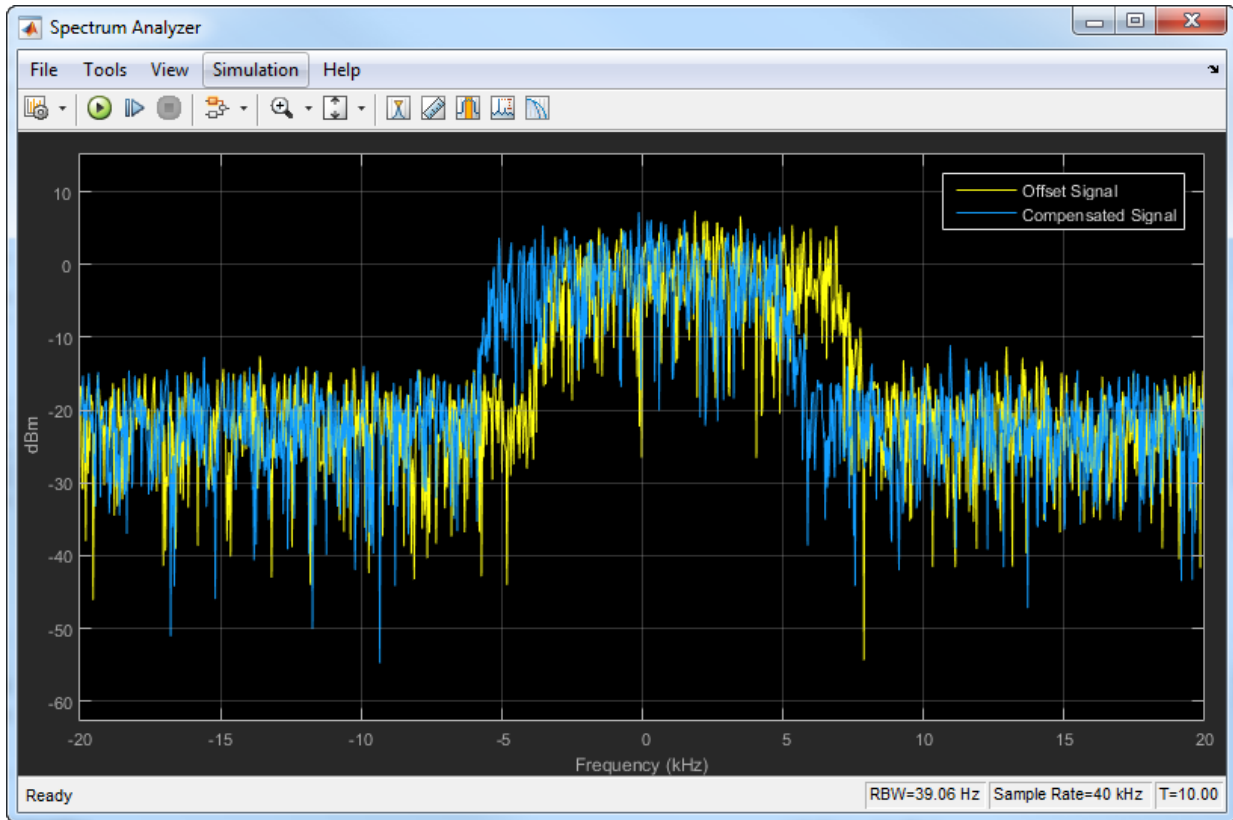 Spectrum Analyzer
File Tools View Simulation Help
Offset Signal
Compensated Signal
10
0
-10
-20
-30
-40
-50
-60
dBm
-20 -15 -10 -5 0 5 10 15 20
Frequency (kHz)
Ready RBW=39.06 Hz Sample Rate=40 kHz T=10.00